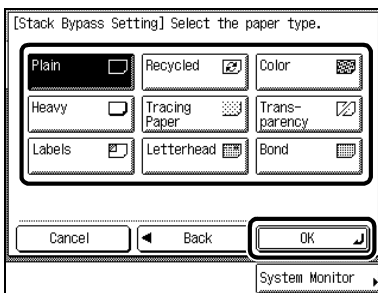 [Stack Bypass Setting] Select the paper type.
Plain
Recycled
Color
Heavy
Tracing
Paper
Trans-
parency
Labels
Letterhead
Bond
Cancel
Back
OK
System Monitor